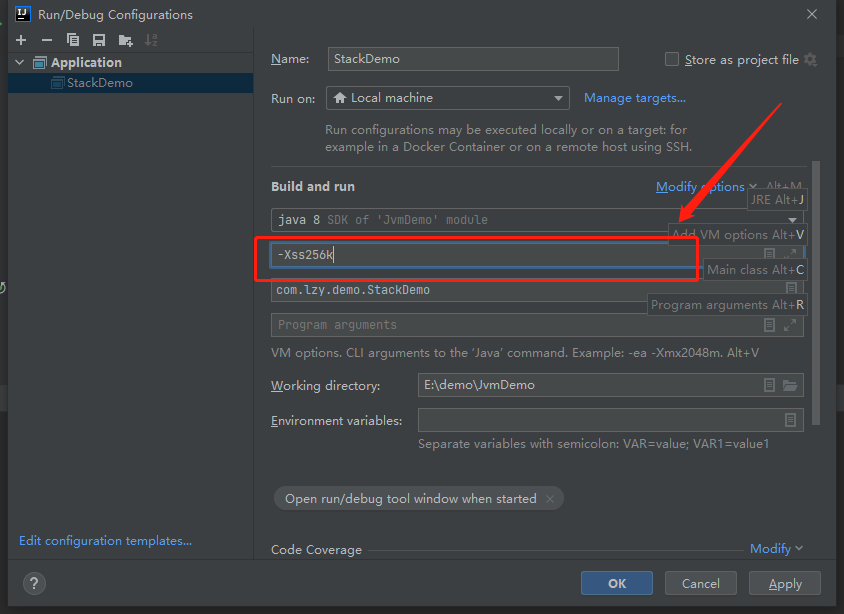 Run/Debug Configurations
Application
StackDemo
Name:
StackDemo
Store as project file
Run on:
Local machine
Manage targets...
Run configurations may be executed locally or on a target: for
example in a Docker Container or on a remote host using SSH.
Build and run
Modify options
Alt+M
JRE Alt+J
java 8 SDK of 'JvmDemo' module
Add VM options Alt+V
-Xss256k
Main class Alt+C
com.lzy.demo.StackDemo
Program arguments Alt+R
Program arguments
VM options. CLI arguments to the 'Java' command. Example: -ea -Xmx2048m. Alt+V
Working directory:
E:\demo\JvmDemo
Environment variables:
Separate variables with semicolon: VAR=value; VAR1=value1
Open run/debug tool window when started
Edit configuration templates...
Code Coverage
Modify
?
OK
Cancel
Apply